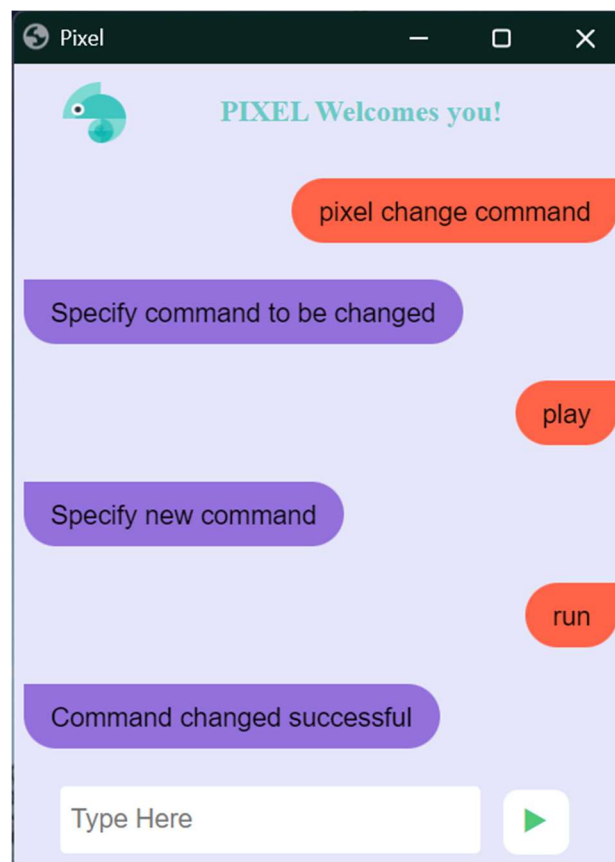 Pixel
PIXEL Welcomes you!
pixel change command
Specify command to be changed
play
Specify new command
run
Command changed successful
Type Here